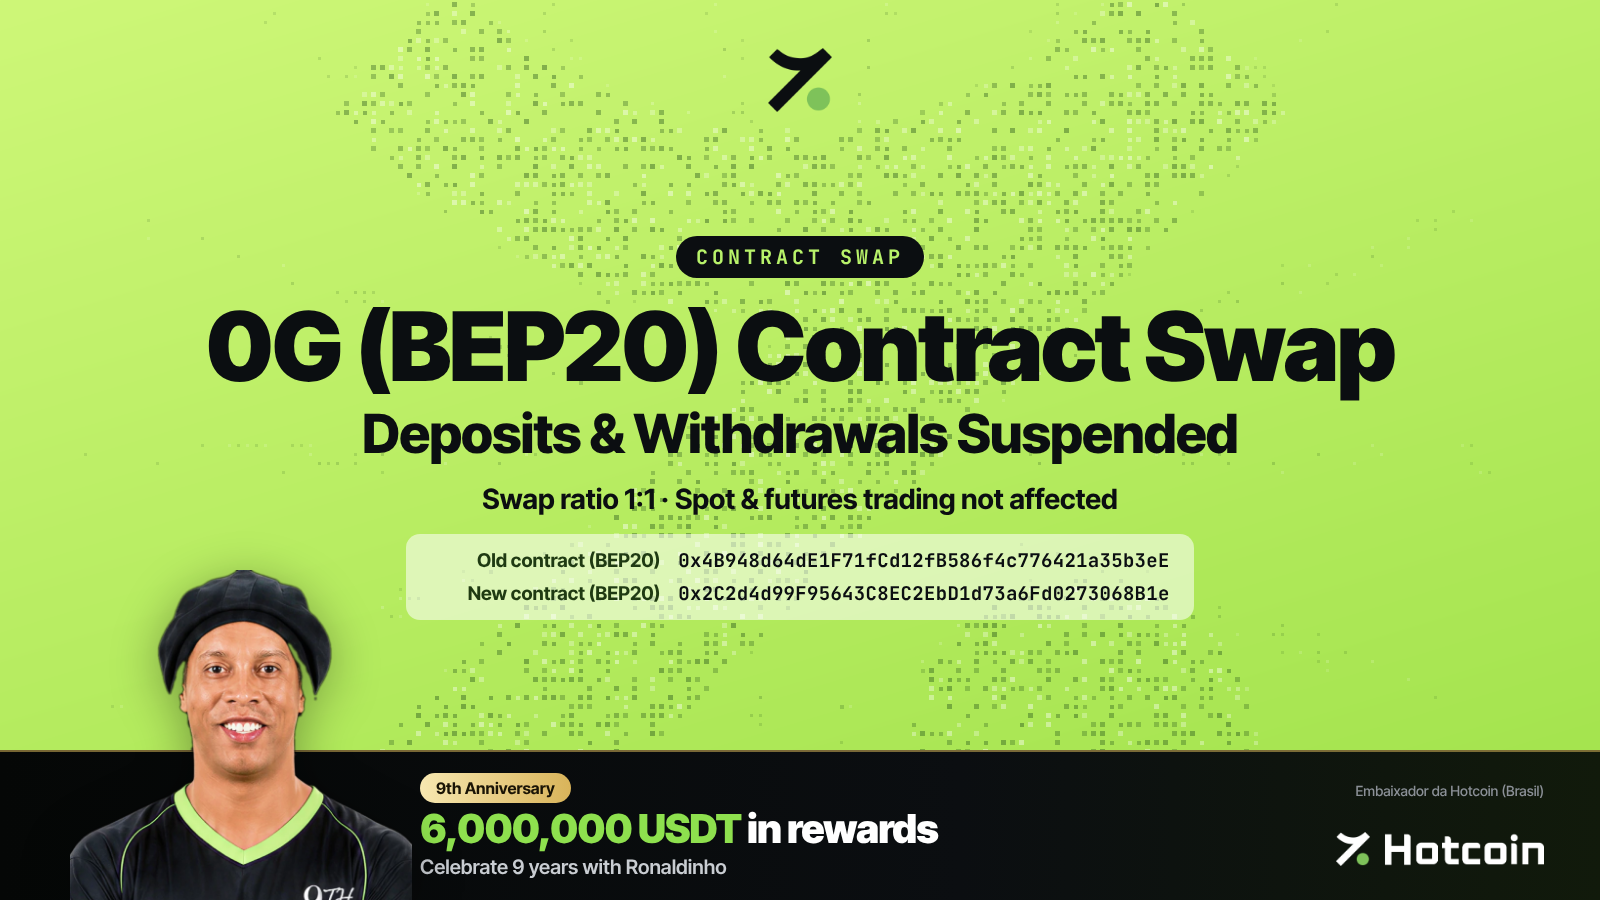 CONTRACT SWAP
0G (BEP20) Contract Swap
Deposits & Withdrawals Suspended
Swap ratio 1:1 · Spot & futures trading not affected
Old contract (BEP20) 0x4B948d64dE1F71fCd12fB586f4c776421a35b3eE
New contract (BEP20) 0x2C2d4d99F95643C8EC2EbD1d73a6Fd0273068B1e
9th Anniversary
6,000,000 USDT in rewards
Celebrate 9 years with Ronaldinho
Embaixador da Hotcoin (Brasil)
Hotcoin
9TH